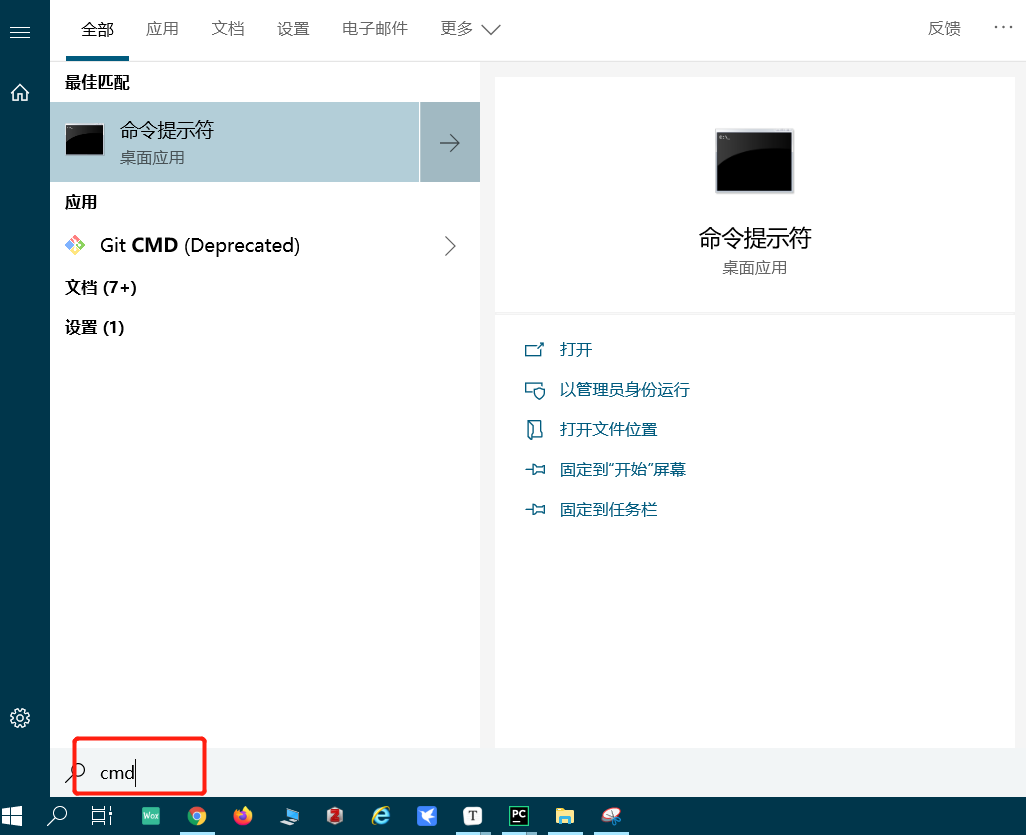 全部 应用 文档 设置 电子邮件 更多 反馈 ···
最佳匹配
命令提示符
桌面应用
应用
Git CMD (Deprecated)
文档 (7+)
设置 (1)
命令提示符
桌面应用
打开
以管理员身份运行
打开文件位置
固定到“开始”屏幕
固定到任务栏
cmd
Wox Z T PC